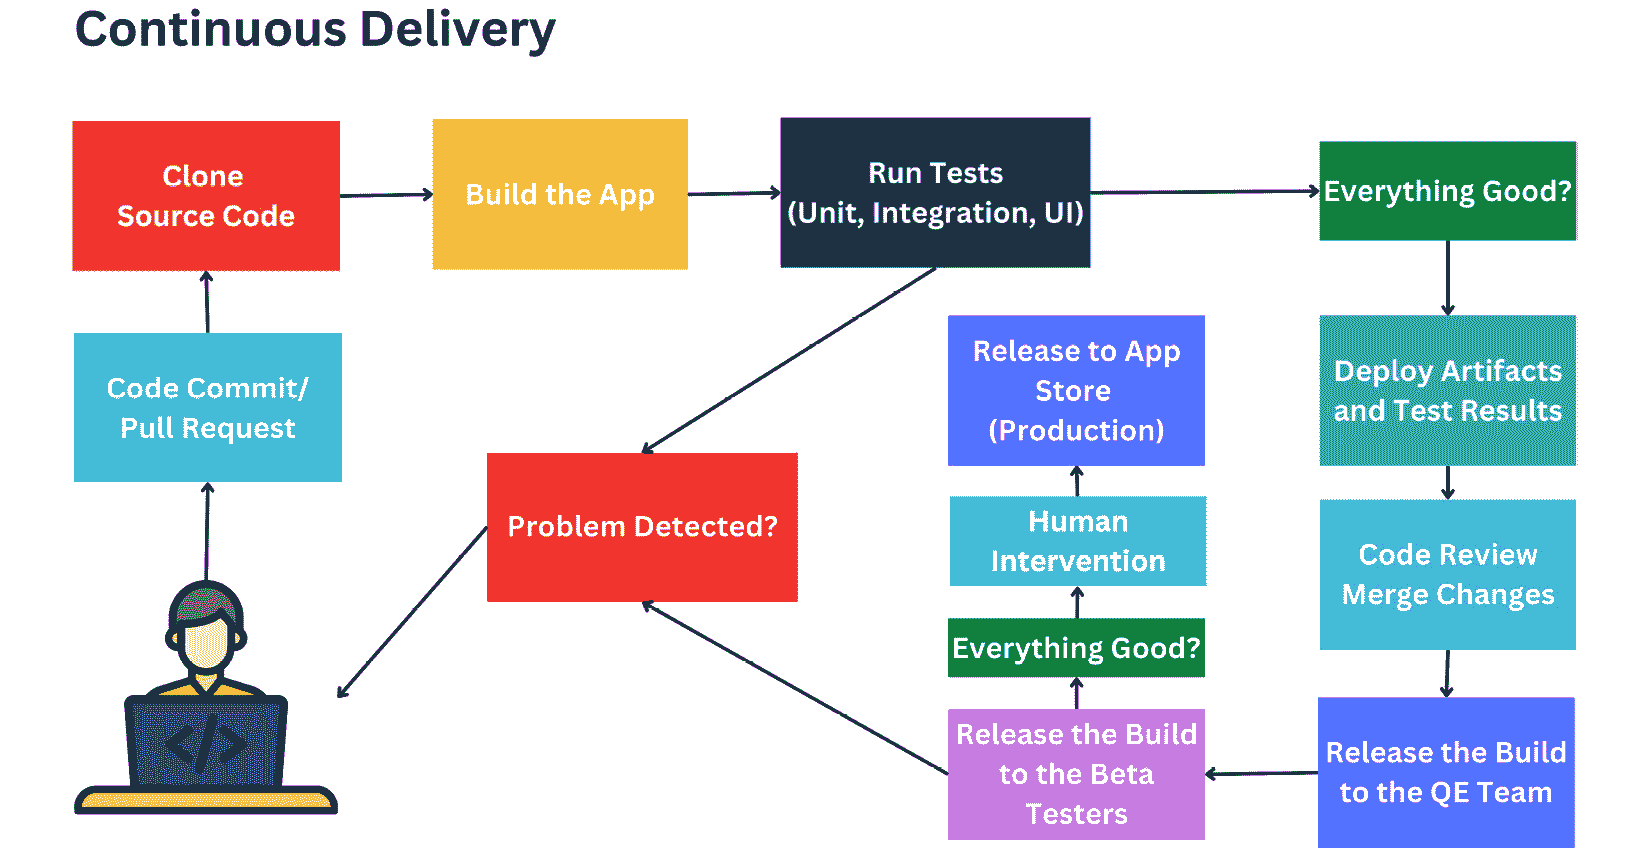 Continuous Delivery
Clone
Source Code
Build the App
Run Tests
(Unit, Integration, UI)
Everything Good?
Code Commit/
Pull Request
Release to App
Store
(Production)
Deploy Artifacts
and Test Results
Problem Detected?
Human
Intervention
Code Review
Merge Changes
Everything Good?
Release the Build
to the Beta
Testers
Release the Build
to the QE Team
</>